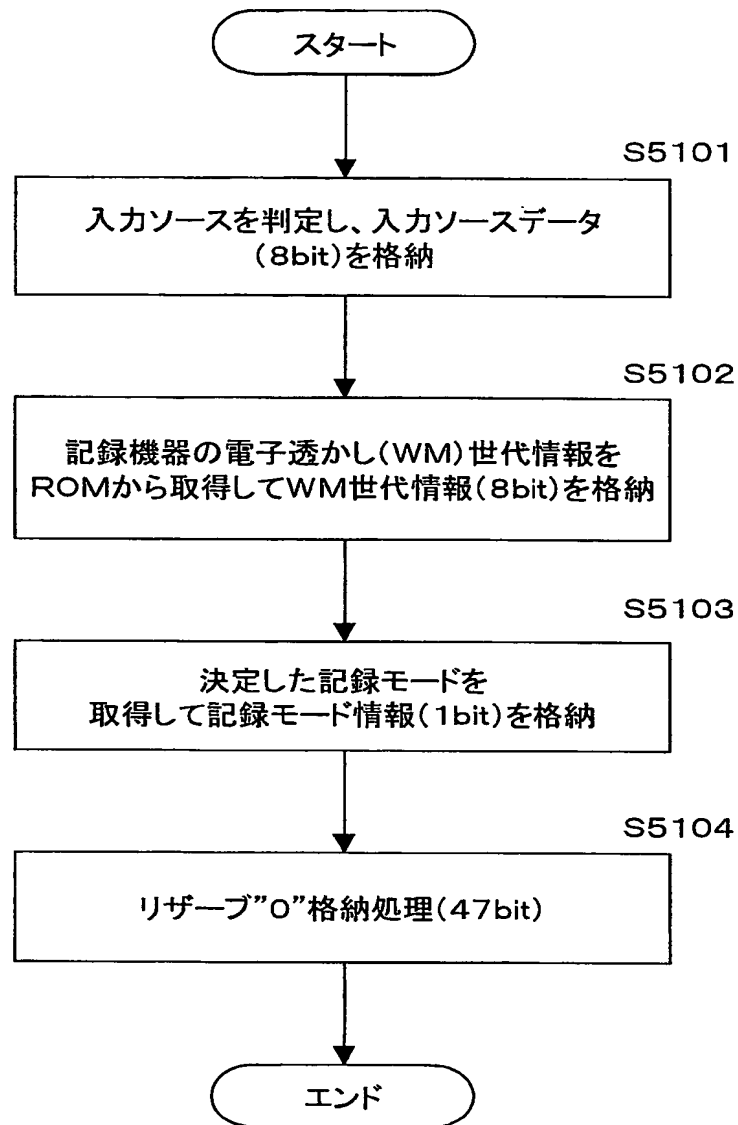 スタート
S5101
入力ソースを判定し、入力ソースデータ
(8bit)を格納
S5102
記録機器の電子透かし(WM)世代情報を
ROMから取得してWM世代情報(8bit)を格納
S5103
決定した記録モードを
取得して記録モード情報(1bit)を格納
S5104
リザーブ”0”格納処理(47bit)
エンド